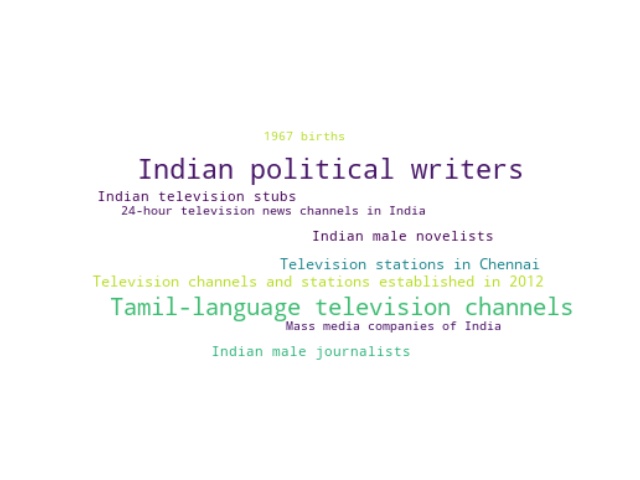 1967 births
Indian political writers
Indian television stubs
24-hour television news channels in India
Indian male novelists
Television stations in Chennai
Television channels and stations established in 2012
Tamil-language television channels
Mass media companies of India
Indian male journalists